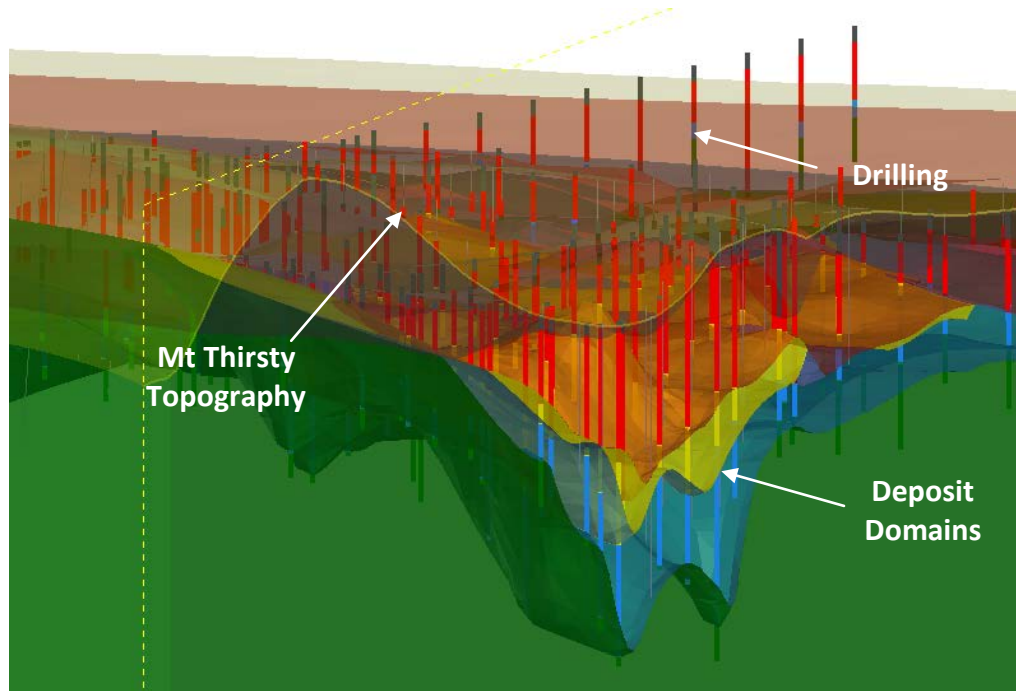 Drilling
Mt Thirsty
Topography
Deposit
Domains